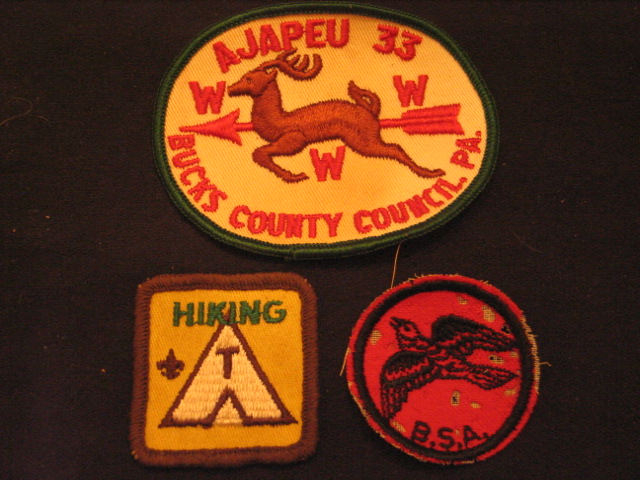 AJAPEU 33
W W
W
BUCKS COUNTY COUNCIL, PA.
HIKING
T
B.S.A.